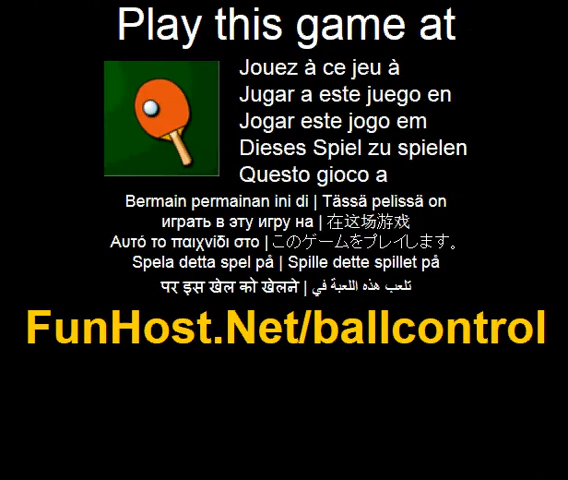 Play this game at
Jouez à ce jeu à
Jugar a este juego en
Jogar este jogo em
Dieses Spiel zu spielen
Questo gioco a
Bermain permainan ini di | Tässä pelissä on
играть в эту игру на | 在这场游戏
Αυτό το παιχνίδι στο | このゲームをプレイします。
Spela detta spel på | Spille dette spillet på
पर इस खेल को खेलने | تلعب هذه اللعبة في
FunHost.Net/ballcontrol